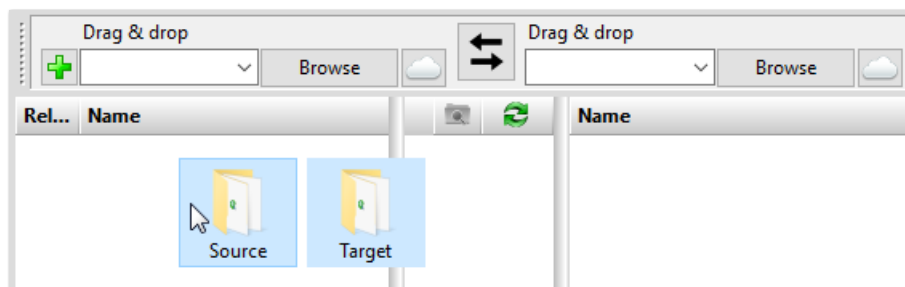 Drag & drop
Drag & drop
Browse
Browse
Rel... Name
Name
Source
Target